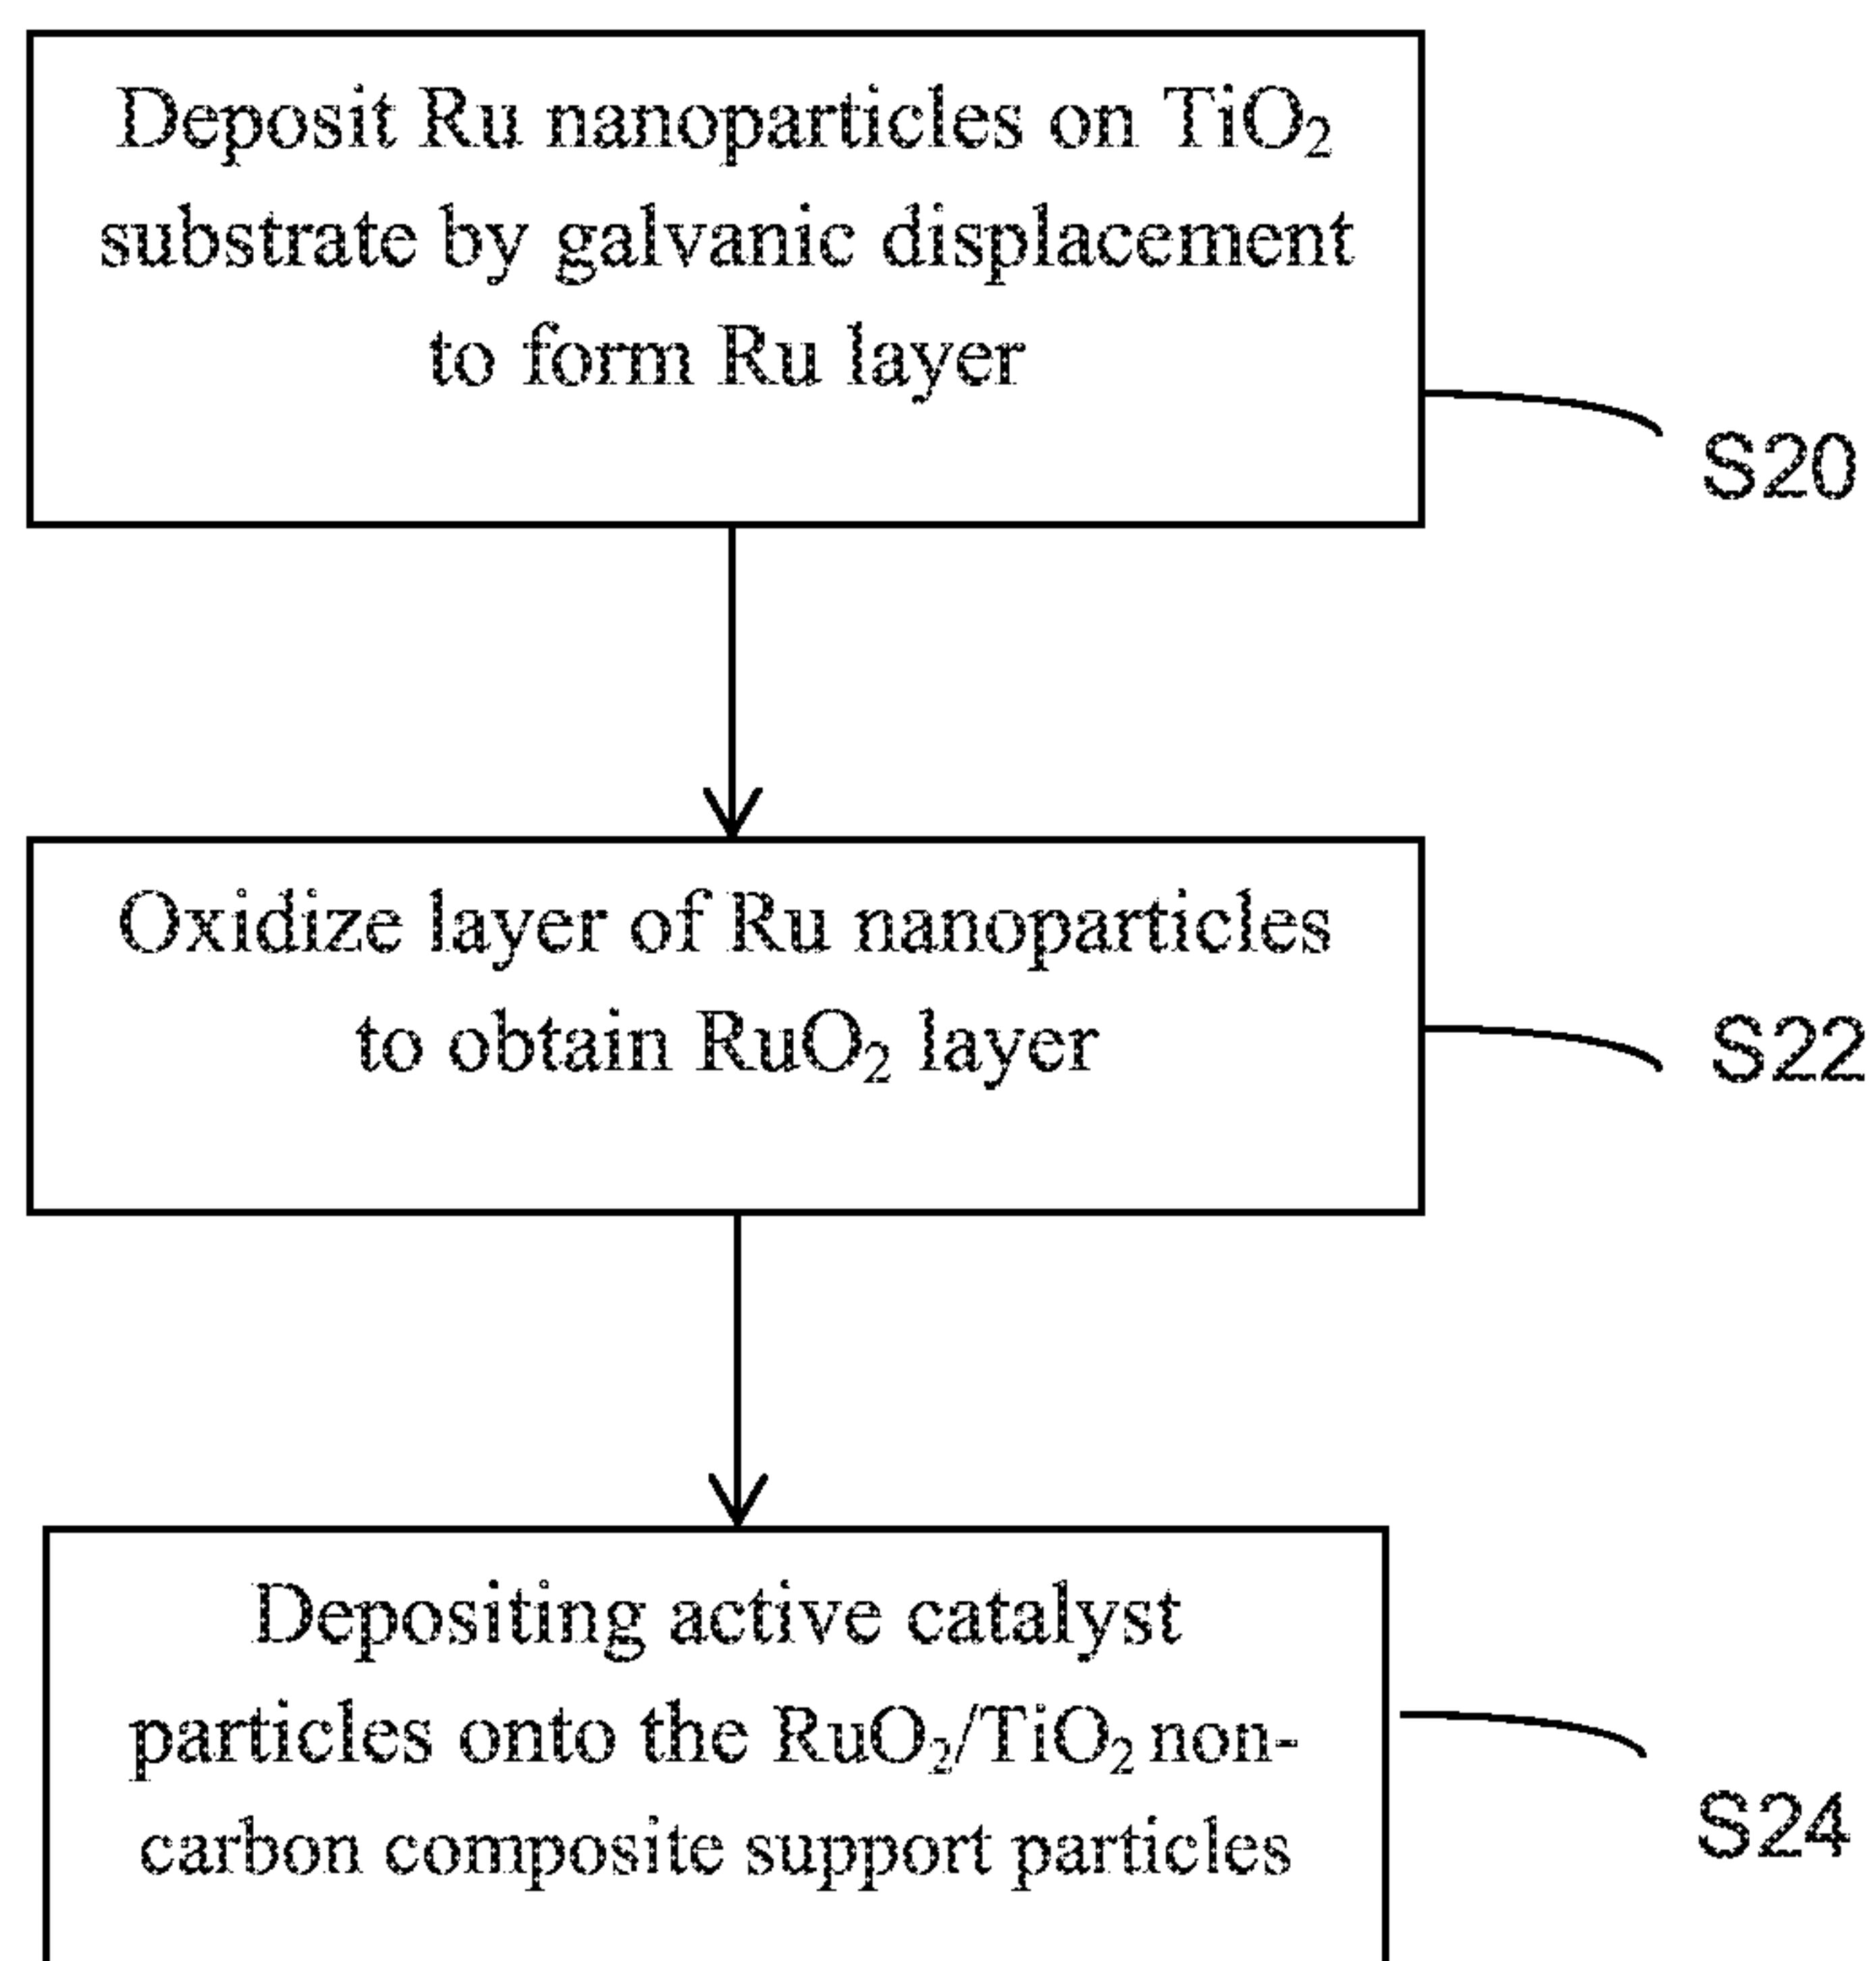 Deposit Ru nanoparticles on TiO₂
substrate by galvanic displacement
to form Ru layer
S20
Oxidize layer of Ru nanoparticles
to obtain RuO₂ layer
S22
Depositing active catalyst
particles onto the RuO₂/TiO₂ non-
carbon composite support particles
S24